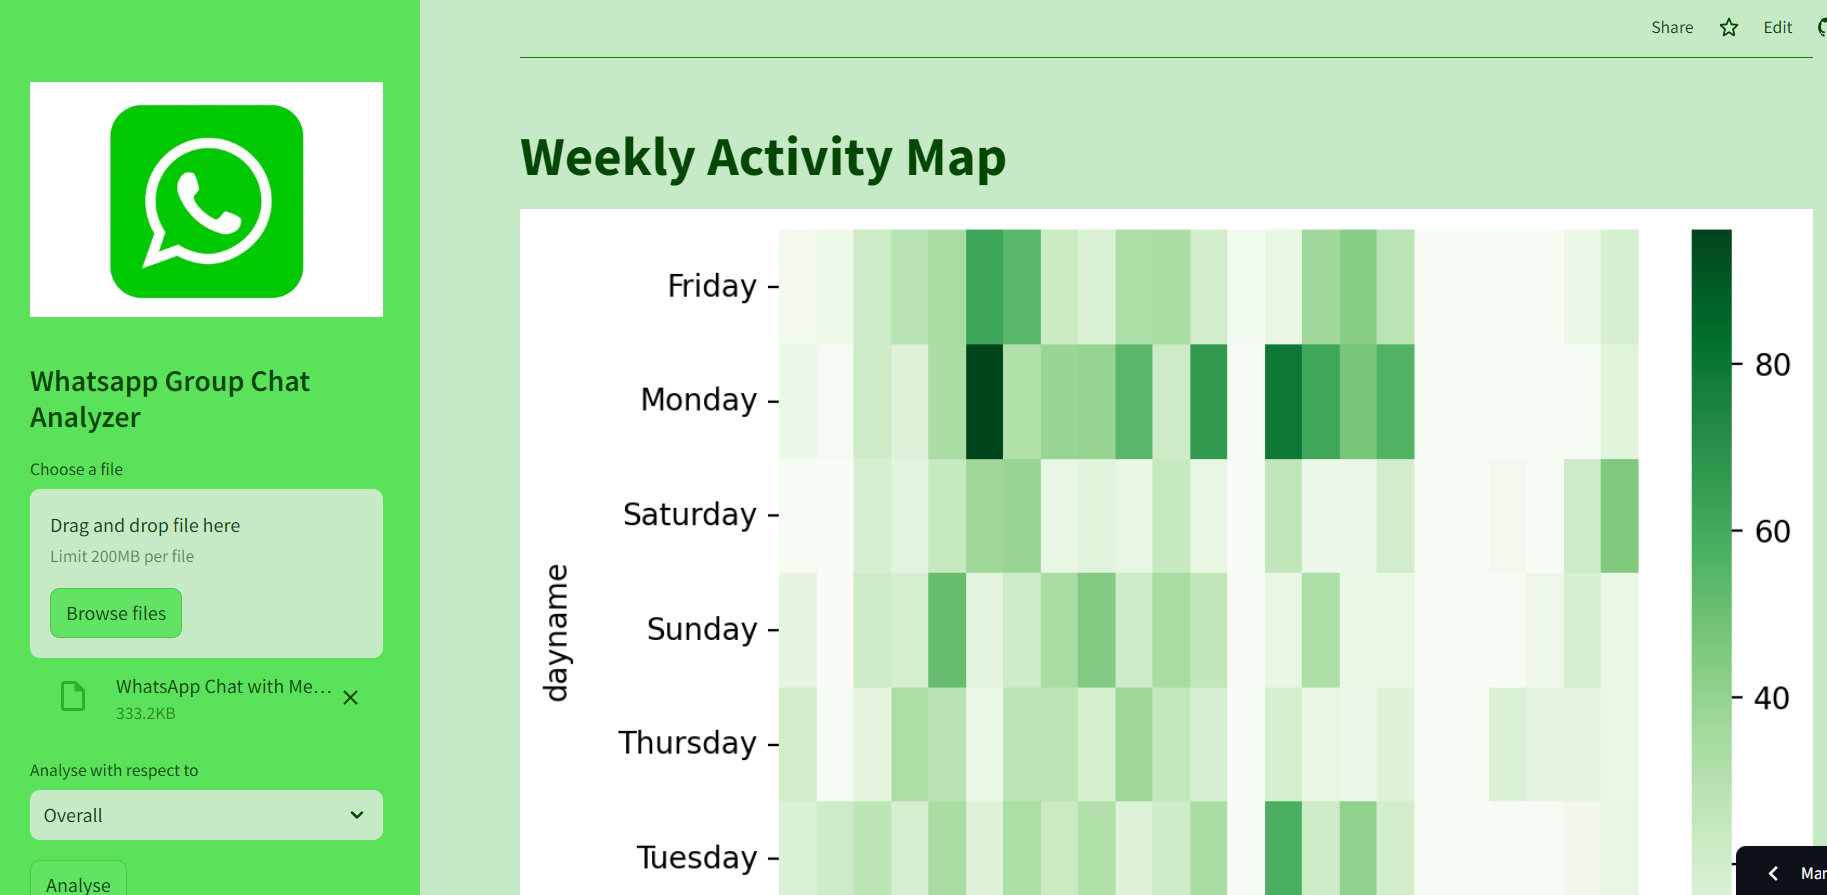 Share
Edit
Weekly Activity Map
Whatsapp Group Chat
Analyzer
Choose a file
Drag and drop file here
Limit 200MB per file
Browse files
WhatsApp Chat with Me...
333.2KB
Analyse with respect to
Overall
Analyse
dayname
Friday
Monday
Saturday
Sunday
Thursday
Tuesday
80
60
40